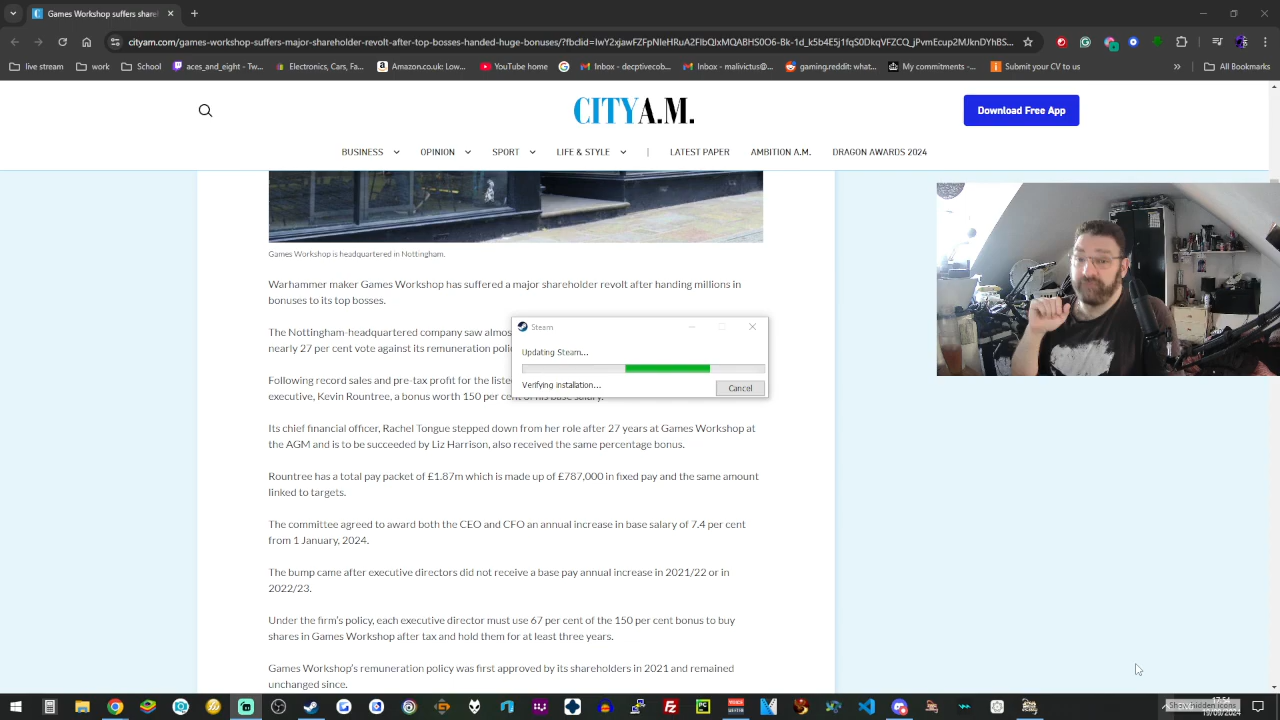 Games Workshop suffers shareh
cityam.com/games-workshop-suffers-major-shareholder-revolt-after-top-bosses-handed-huge-bonuses/?fbclid=
live stream
work
School
aces_and_eight - Tw...
Electronics, Cars, Fa...
Amazon.co.uk: Low...
YouTube home
Inbox - decptivecob...
Inbox - malivictus@...
gaming.reddit: what...
My commitments -...
Submit your CV to us
All Bookmarks
CITYA.M.
Download Free App
BUSINESS
OPINION
SPORT
LIFE & STYLE
|
LATEST PAPER
AMBITION A.M.
DRAGON AWARDS 2024
Games Workshop is headquartered in Nottingham.
Warhammer maker Games Workshop has suffered a major shareholder revolt after handing millions in
bonuses to its top bosses.
The Nottingham-headquartered company saw almos
nearly 27 per cent vote against its remuneration poli
Following record sales and pre-tax profit for the liste
executive, Kevin Rountree, a bonus worth 150 per cent of his base salary.
Steam
Updating Steam...
Verifying installation...
Cancel
Its chief financial officer, Rachel Tongue stepped down from her role after 27 years at Games Workshop at
the AGM and is to be succeeded by Liz Harrison, also received the same percentage bonus.
Rountree has a total pay packet of £1.87m which is made up of £787,000 in fixed pay and the same amount
linked to targets.
The committee agreed to award both the CEO and CFO an annual increase in base salary of 7.4 per cent
from 1 January, 2024.
The bump came after executive directors did not receive a base pay annual increase in 2021/22 or in
2022/23.
Under the firm's policy, each executive director must use 67 per cent of the 150 per cent bonus to buy
shares in Games Workshop after tax and hold them for at least three years.
Games Workshop's remuneration policy was first approved by its shareholders in 2021 and remained
unchanged since.
17:54
Show hidden icons